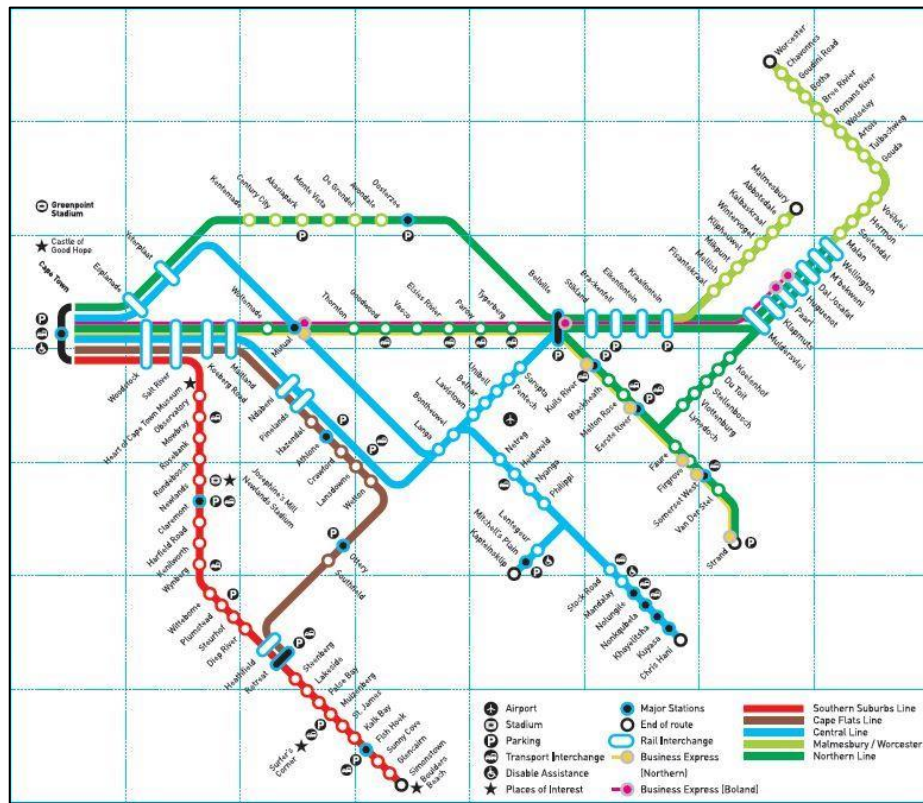 Worcester
Chavonnes
Goudini Road
Botha
Bree Rivier
Romans River
Wolseley
Artois
Tulbachweg
Gouda
Voëlvlei
Hermon
Soutendal
Malan
Wellington
M'bekweni
Dal Josafat
Huguenot
Paarl
Klapmuts
Muldersvlei
Malmesbury
Abbotsdale
Kalbaskraal
Wintervogel
Klipheuwel
Mikpunt
Mellish
Fisantekraal
Kraaifontein
Eikenfontein
Brackenfell
Stikland
Bellville
Oosterzee
Avondale
De Grendel
Monte Vista
Akasiapark
Century City
Kentemade
Greenpoint
Stadium
Castle of
Good Hope
Cape Town
Esplanade
Ysterplaat
Woltemade
Mutual
Thornton
Goodwood
Vasco
Elsies River
Parow
Tygerberg
Woodstock
Salt River
Koeberg Road
Maitland
Ndabeni
Pinelands
Hazendal
Athlone
Crawford
Lansdowne
Wetton
Ottery
Southfield
Heart of Cape Town Museum
Observatory
Mowbray
Rosebank
Rondebosch
Newlands
Claremont
Harfield Road
Kenilworth
Wynberg
Josephine's Mill
Newlands Stadium
Wittebome
Plumstead
Steurhof
Diep River
Heathfield
Retreat
Steenberg
Lakeside
False Bay
Muizenberg
St. James
Kalk Bay
Fish Hoek
Sunny Cove
Glencairn
Simonstown
Boulders
Beach
Surfer's
Corner
Langa
Bonteheuwel
Lavistown
Belhar
Unibell
Pentech
Sarepta
Netreg
Heideveld
Nyanga
Philippi
Lentegeur
Mitchell's Plain
Kapteinsklip
Stock Road
Mandalay
Nolungile
Nonkqubela
Khayelitsha
Kuyasa
Chris Hani
Kuils River
Blackheath
Melton Rose
Eerste River
Faure
Firgrove
Somerset West
Van Der Stel
Strand
Lynedoch
Vlottenburg
Stellenbosch
Du Toit
Koelenhof
Airport
Stadium
Parking
Transport Interchange
Disable Assistance
Places of Interest
Major Stations
End of route
Rail Interchange
Business Express
(Northern)
Business Express (Boland)
Southern Suburbs Line
Cape Flats Line
Central Line
Malmesbury / Worcester
Northern Line